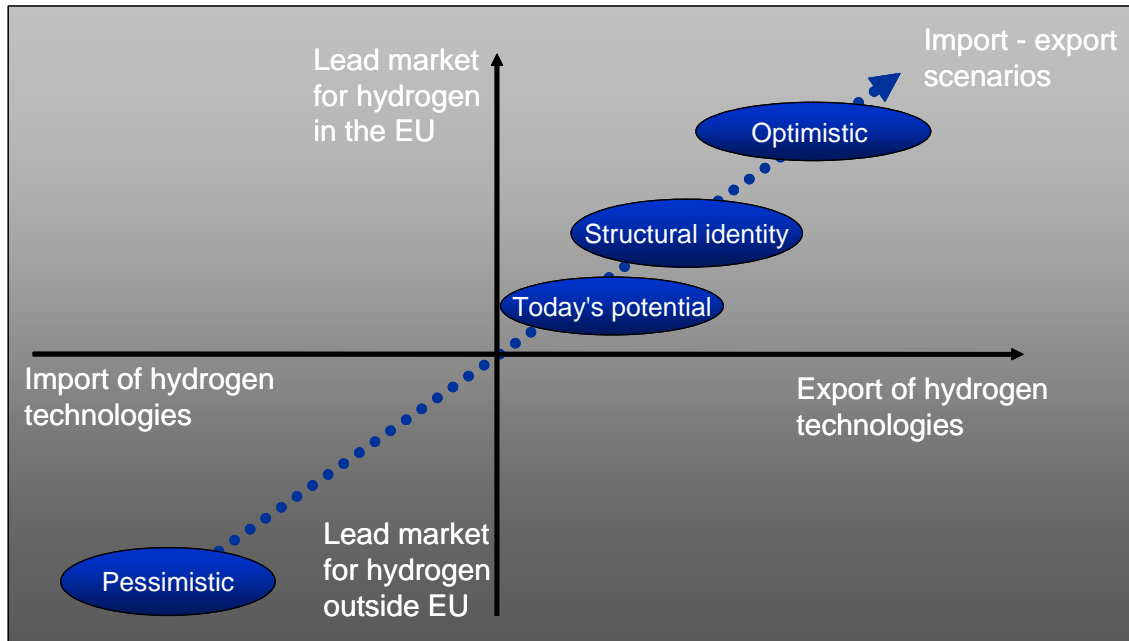 Lead market
for hydrogen
in the EU
Import - export
scenarios
Optimistic
Structural identity
Today's potential
Import of hydrogen
technologies
Export of hydrogen
technologies
Lead market
for hydrogen
outside EU
Pessimistic